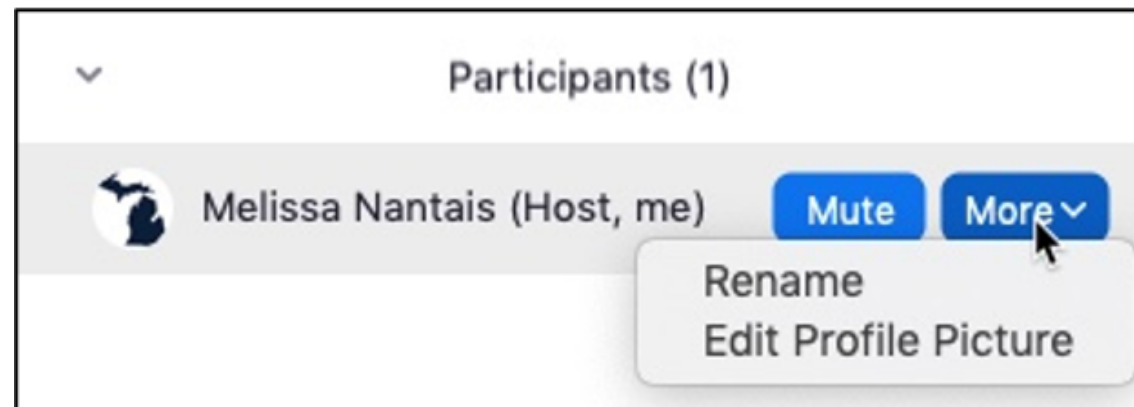 Participants (1)
Melissa Nantais (Host, me) Mute More
Rename
Edit Profile Picture